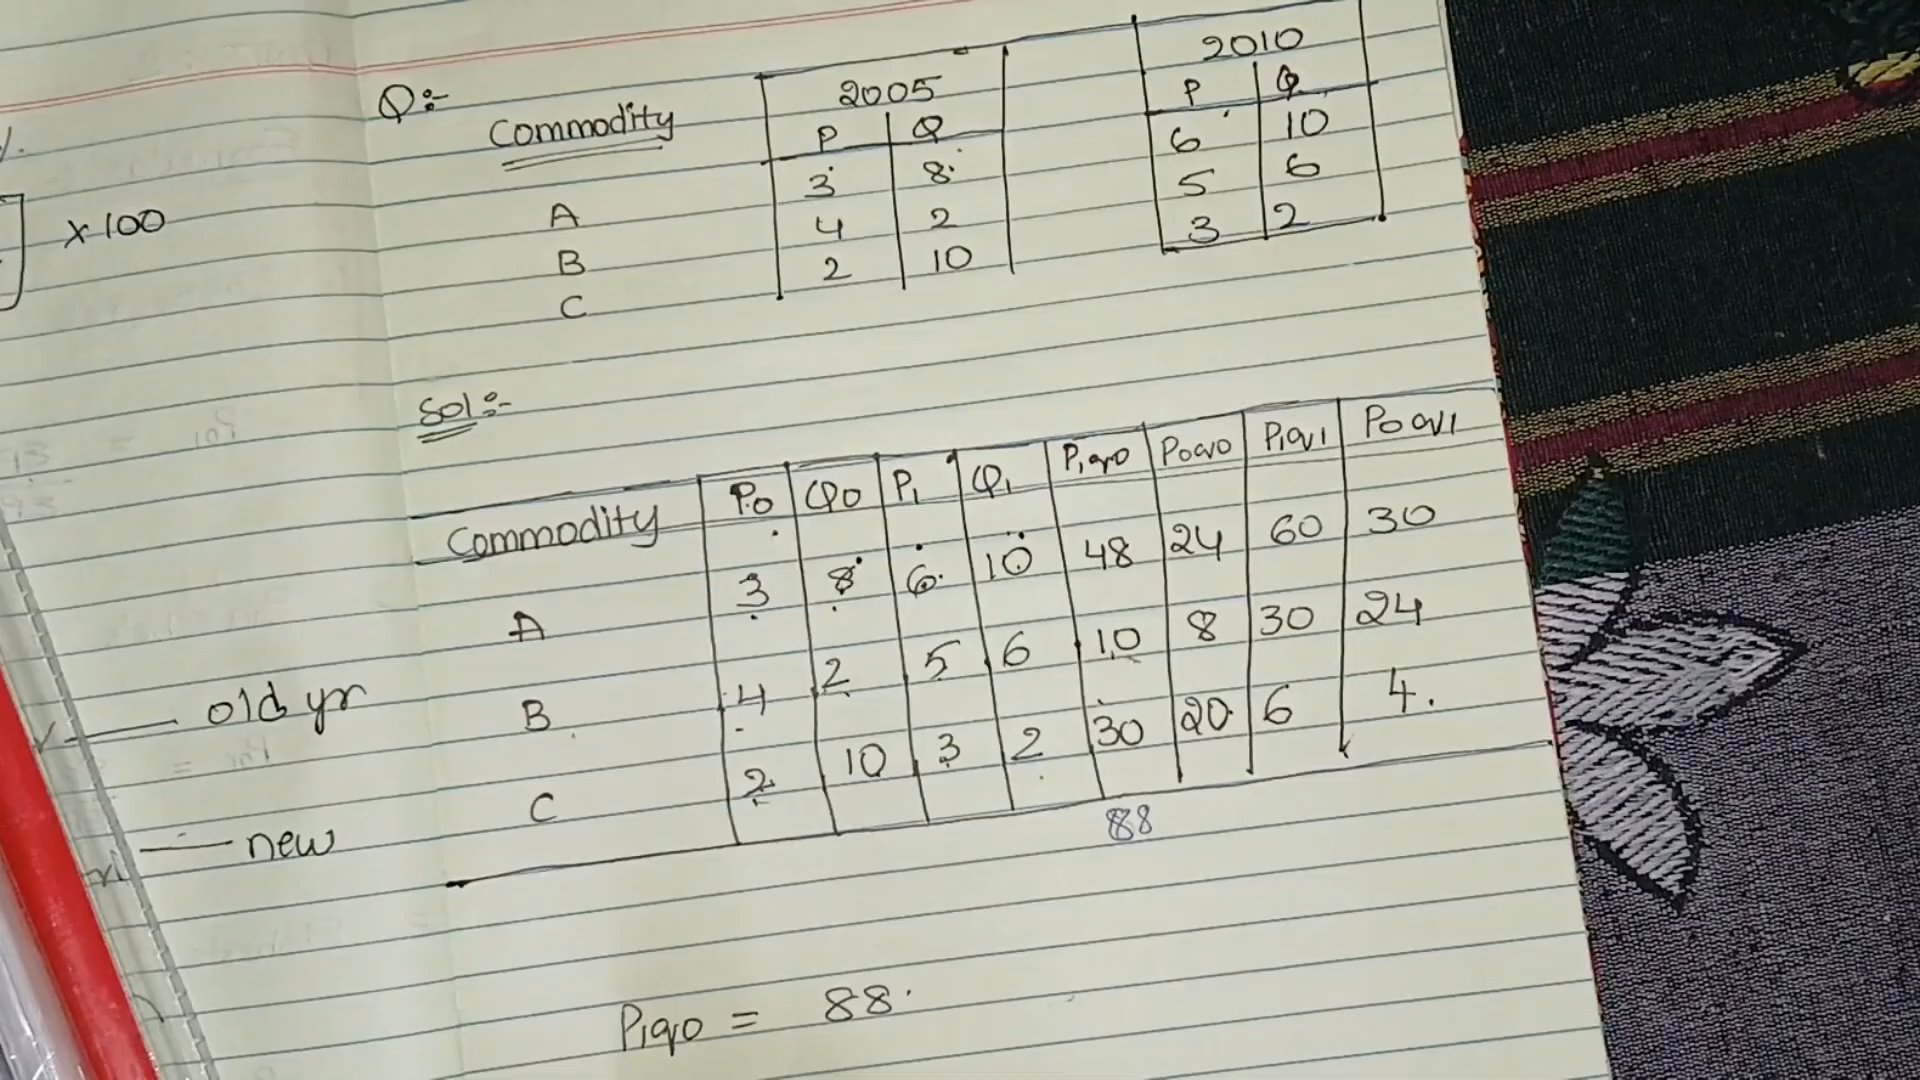 Q:-
Commodity 2005 2010
P Q P Q
A 3 8 6 10
B 4 2 5 6
C 2 10 3 2
x 100
Sol:-
Commodity P0 Q0 P1 Q1 P1q0 P0q0 P1q1 P0q1
A 3 8 6 10 48 24 60 30
B 4 2 5 6 10 8 30 24
C 2 10 3 2 30 20 6 4.
88
old yr
new
P1q0 = 88.